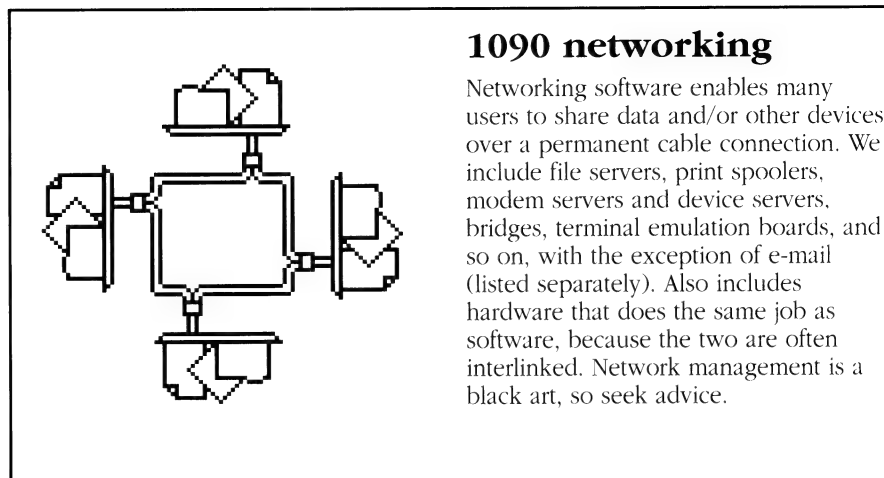 1090 networking
Networking software enables many
users to share data and/or other devices
over a permanent cable connection. We
include file servers, print spoolers,
modem servers and device servers,
bridges, terminal emulation boards, and
so on, with the exception of e-mail
(listed separately). Also includes
hardware that does the same job as
software, because the two are often
interlinked. Network management is a
black art, so seek advice.